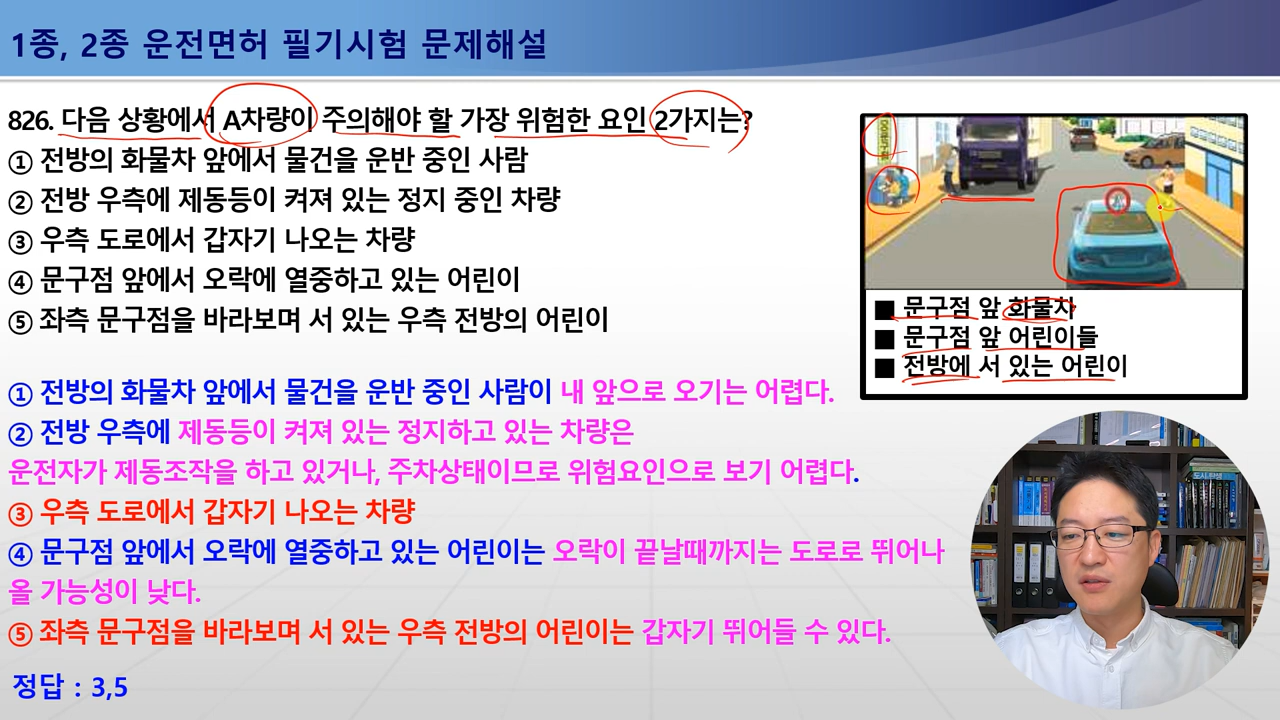 1종, 2종 운전면허 필기시험 문제해설
826. 다음 상황에서 A차량이 주의해야 할 가장 위험한 요인 2가지는?
① 전방의 화물차 앞에서 물건을 운반 중인 사람
② 전방 우측에 제동등이 켜져 있는 정지 중인 차량
③ 우측 도로에서 갑자기 나오는 차량
④ 문구점 앞에서 오락에 열중하고 있는 어린이
⑤ 좌측 문구점을 바라보며 서 있는 우측 전방의 어린이
■ 문구점 앞 화물차
■ 문구점 앞 어린이들
■ 전방에 서 있는 어린이
① 전방의 화물차 앞에서 물건을 운반 중인 사람이 내 앞으로 오기는 어렵다.
② 전방 우측에 제동등이 켜져 있는 정지하고 있는 차량은
운전자가 제동조작을 하고 있거나, 주차상태이므로 위험요인으로 보기 어렵다.
③ 우측 도로에서 갑자기 나오는 차량
④ 문구점 앞에서 오락에 열중하고 있는 어린이는 오락이 끝날때까지는 도로로 뛰어나
올 가능성이 낮다.
⑤ 좌측 문구점을 바라보며 서 있는 우측 전방의 어린이는 갑자기 뛰어들 수 있다.
정답 : 3,5